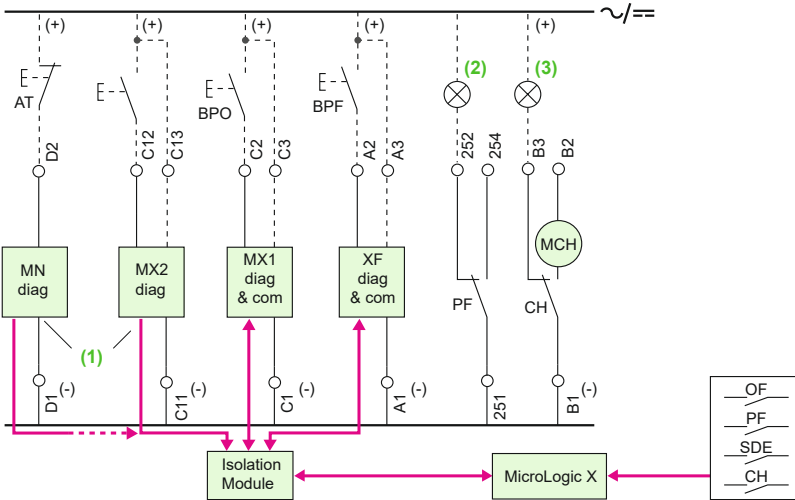 (+) (+) (+) (+) (+)
(2) (3)
AT BPO BPF
D2 C12 C13 C2 C3 A2 A3 252 254 B3 B2
MN
diag
MX2
diag
MX1
diag
& com
XF
diag
& com
MCH
PF
CH
(1)
(-) (-) (-) (-) (-)
D1 C11 C1 A1 251 B1
Isolation
Module
MicroLogic X
OF
PF
SDE
CH